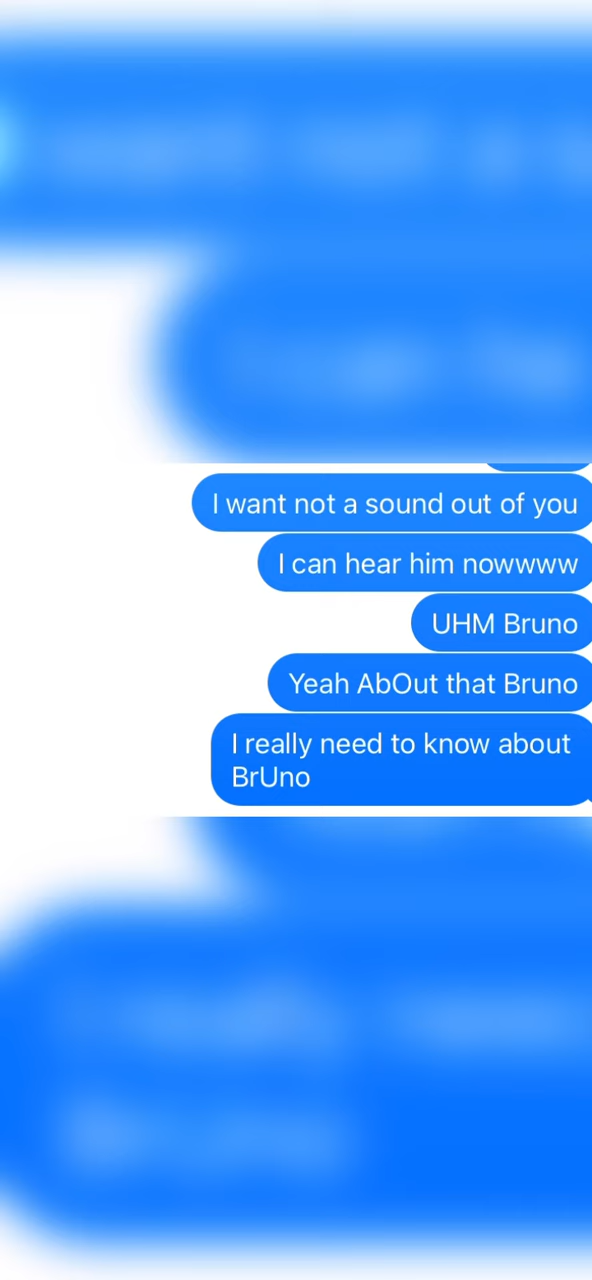 I want not a sound out of you
I can hear him nowwww
UHM Bruno
Yeah AbOut that Bruno
I really need to know about
BrUno